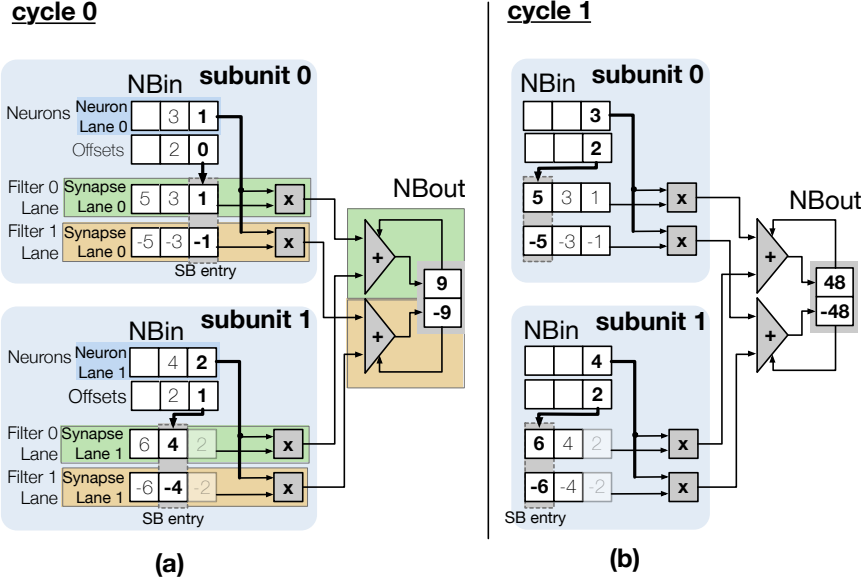 cycle 0
subunit 0
NBin
Neurons Neuron Lane 0 3 1
Offsets 2 0
Filter 0 Lane Synapse Lane 0 5 3 1 x
Filter 1 Lane Synapse Lane 0 -5 -3 -1 x
SB entry
NBout
+ 9
+ -9
subunit 1
NBin
Neurons Neuron Lane 1 4 2
Offsets 2 1
Filter 0 Lane Synapse Lane 1 6 4 2 x
Filter 1 Lane Synapse Lane 1 -6 -4 -2 x
SB entry
(a)
cycle 1
subunit 0
NBin
3
2
5 3 1 x
-5 -3 -1 x
NBout
+ 48
+ -48
subunit 1
NBin
4
2
6 4 2 x
-6 -4 -2 x
SB entry
(b)